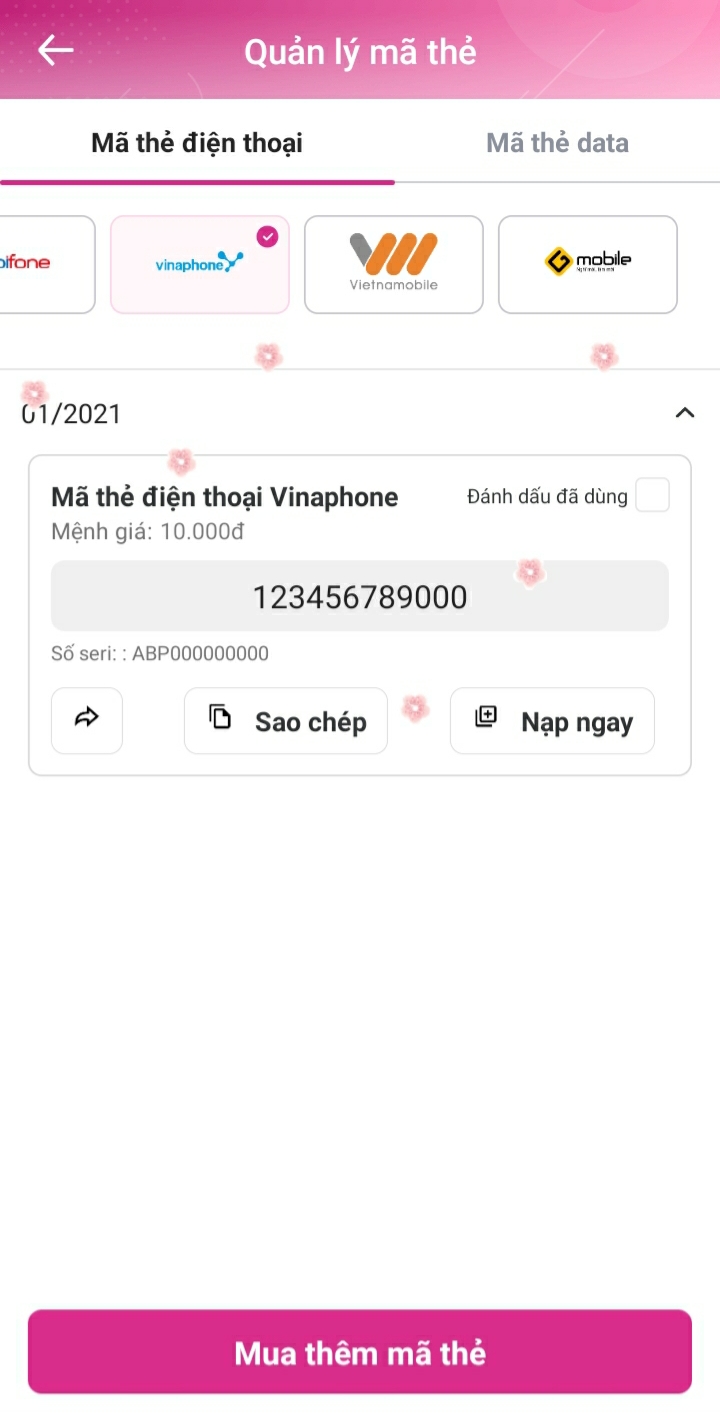 Quản lý mã thẻ
Mã thẻ điện thoại
Mã thẻ data
ifone
vinaphone
Vietnamobile
mobile
01/2021
Mã thẻ điện thoại Vinaphone
Đánh dấu đã dùng
Mệnh giá: 10.000đ
123456789000
Số seri: : ABP000000000
Sao chép
Nạp ngay
Mua thêm mã thẻ